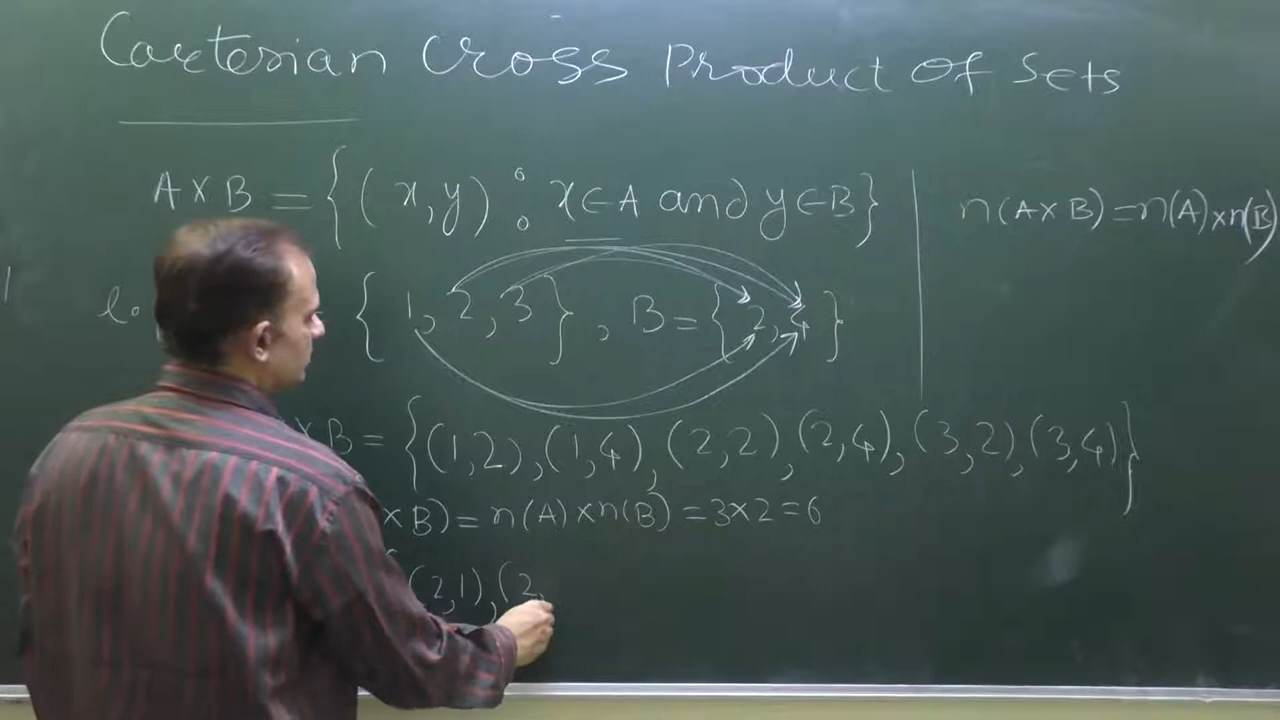 Carterian Cross Product Of Sets
A×B = {(x,y) : x∈A and y∈B}
n(A×B)=n(A)×n(B)
{1,2,3}, B={2,4}
×B={(1,2),(1,4),(2,2),(2,4),(3,2),(3,4)}
×B)=n(A)×n(B)=3×2=6
(2,1),(2,